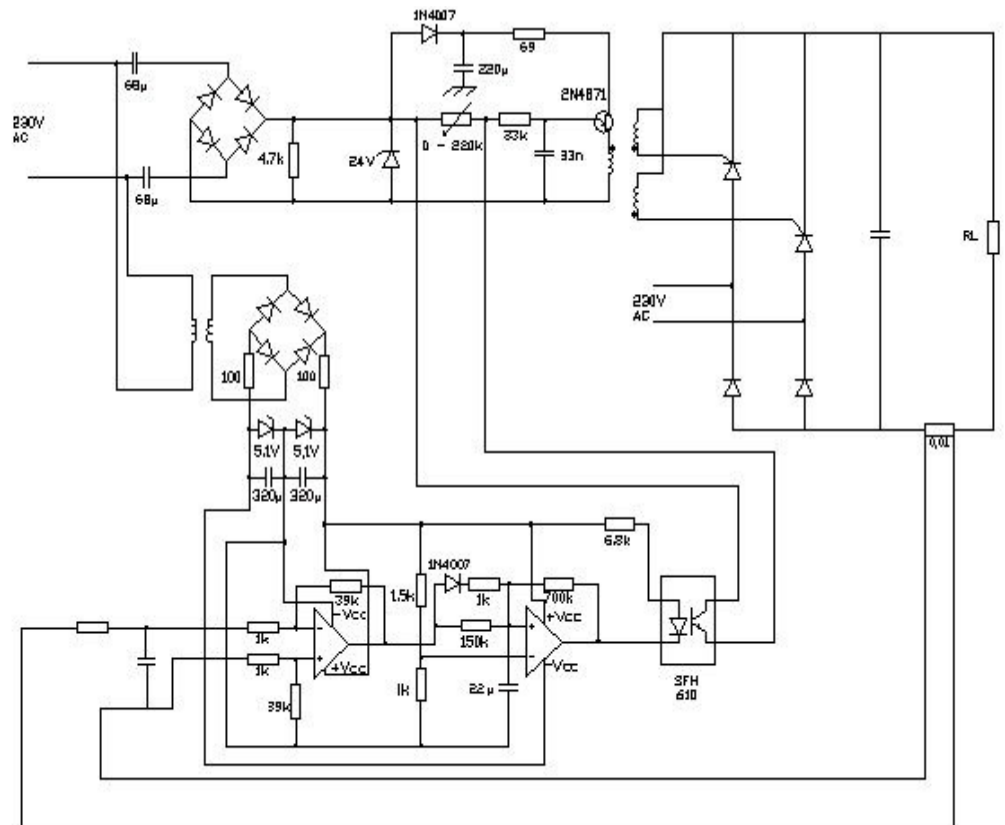 1N4007
69
68µ
220µ
2N4871
230V
AC
4.7k
24V
0 - 220k
33k
33n
68µ
RL
230V
AC
100
100
5.1V
5,1V
0,01
320µ
320µ
6.8k
1N4007
39k
1.5k
1k
700k
-Vcc
+Vcc
1k
150k
+Vcc
-Vcc
1k
39k
1k
22µ
SFH
610